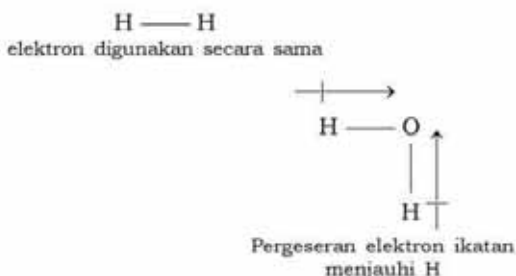 H — H
elektron digunakan secara sama
H — O
H
Pergeseran elektron ikatan
menjauhi H